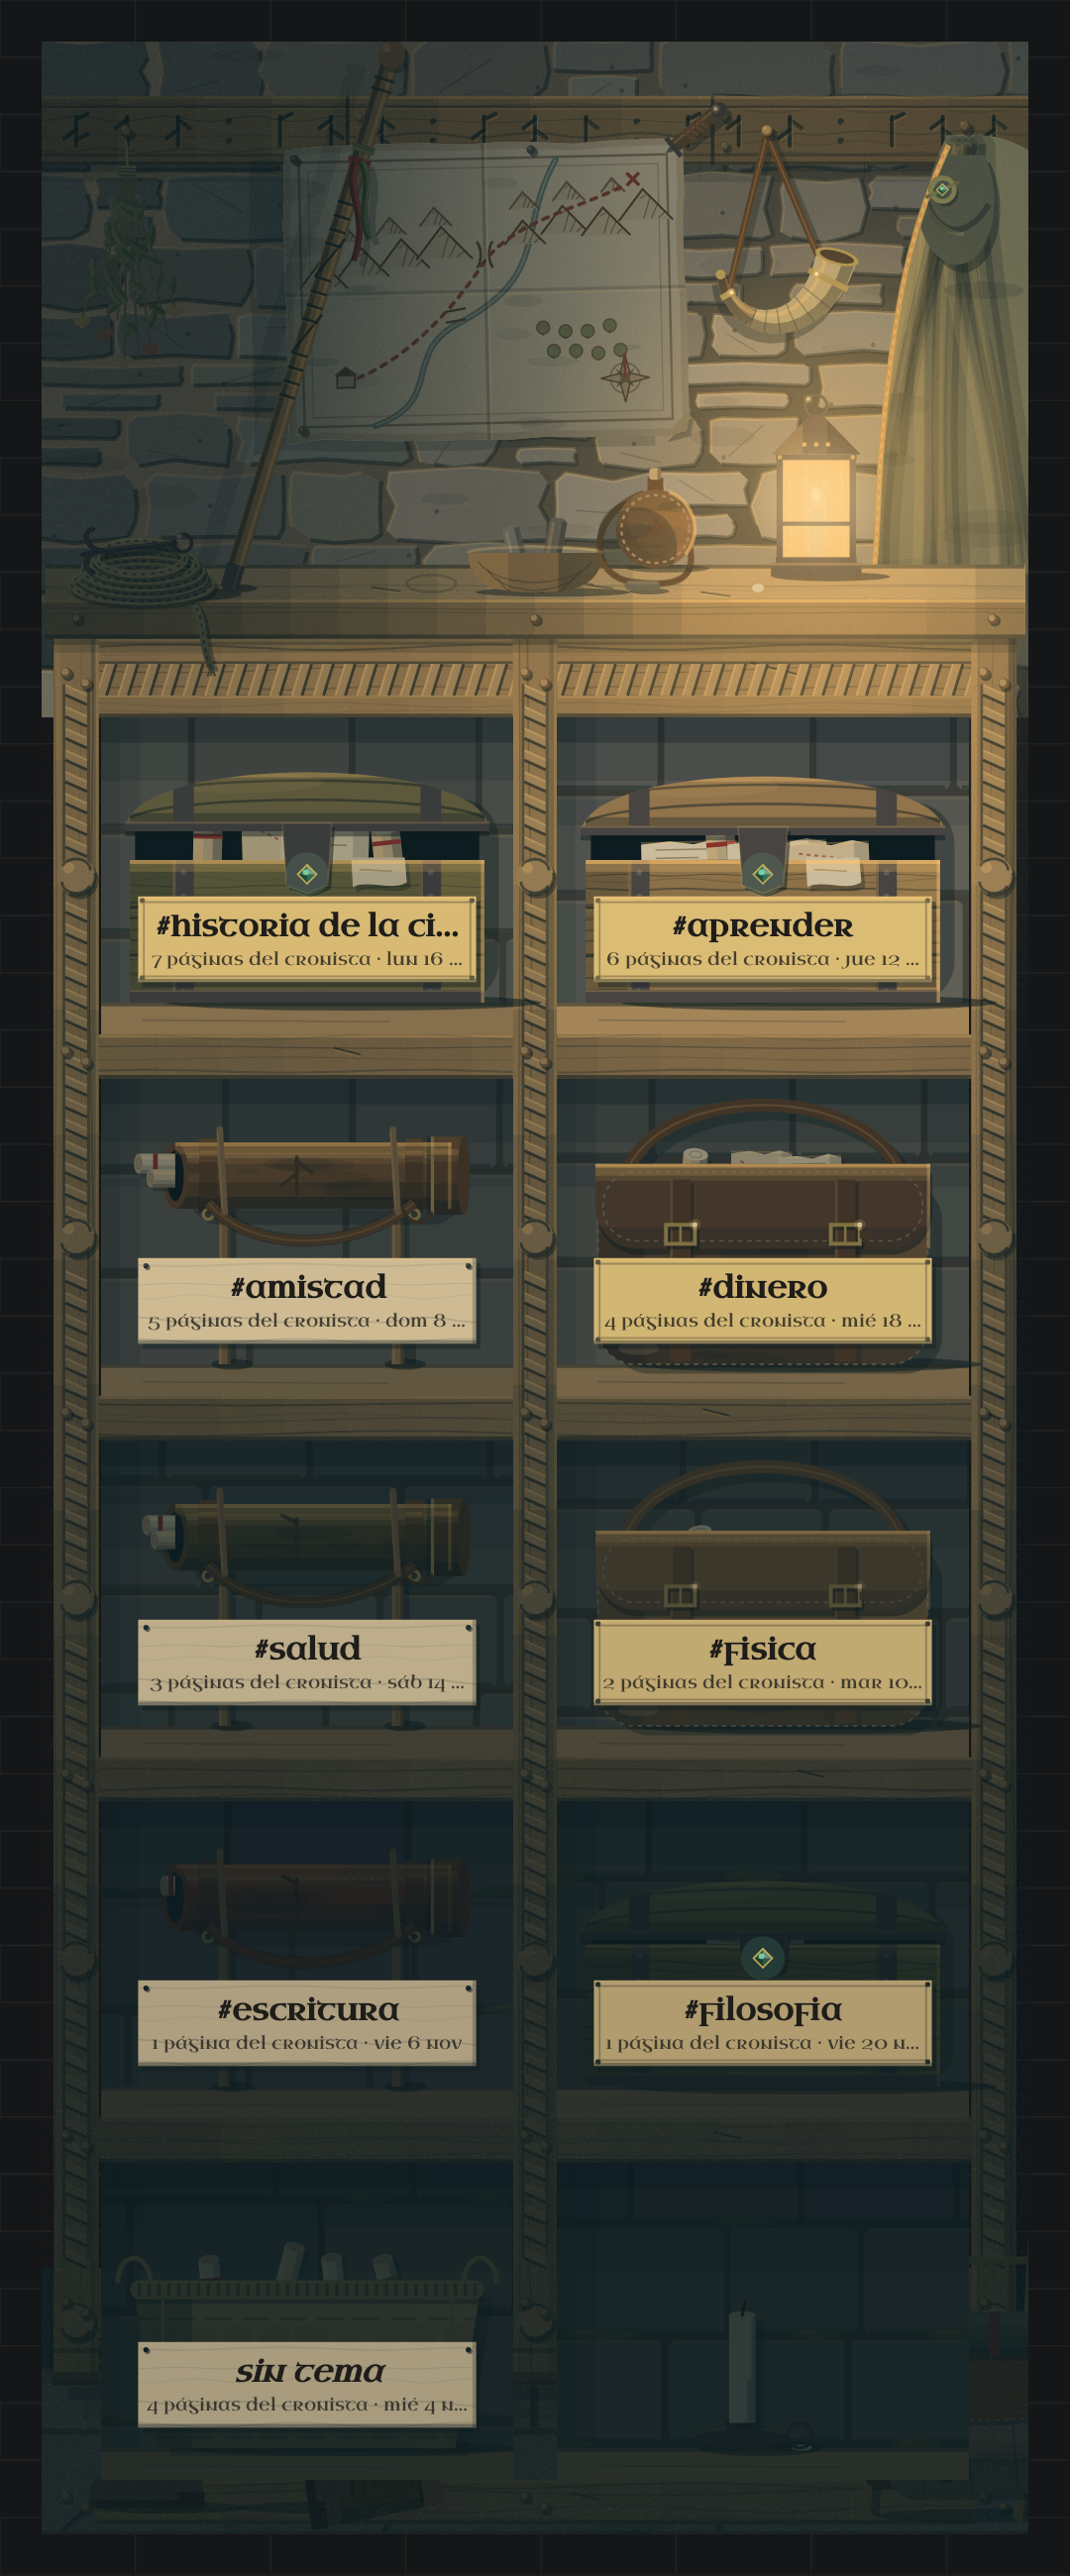 #historia de la ci...
7 páginas del cronista · lun 16 ...
#aprender
6 páginas del cronista · jue 12 ...
#amistad
5 páginas del cronista · dom 8 ...
#dinero
4 páginas del cronista · mié 18 ...
#salud
3 páginas del cronista · sáb 14 ...
#fisica
2 páginas del cronista · mar 10...
#escritura
1 página del cronista · vie 6 nov
#filosofia
1 página del cronista · vie 20 n...
sin tema
4 páginas del cronista · mié 4 n...